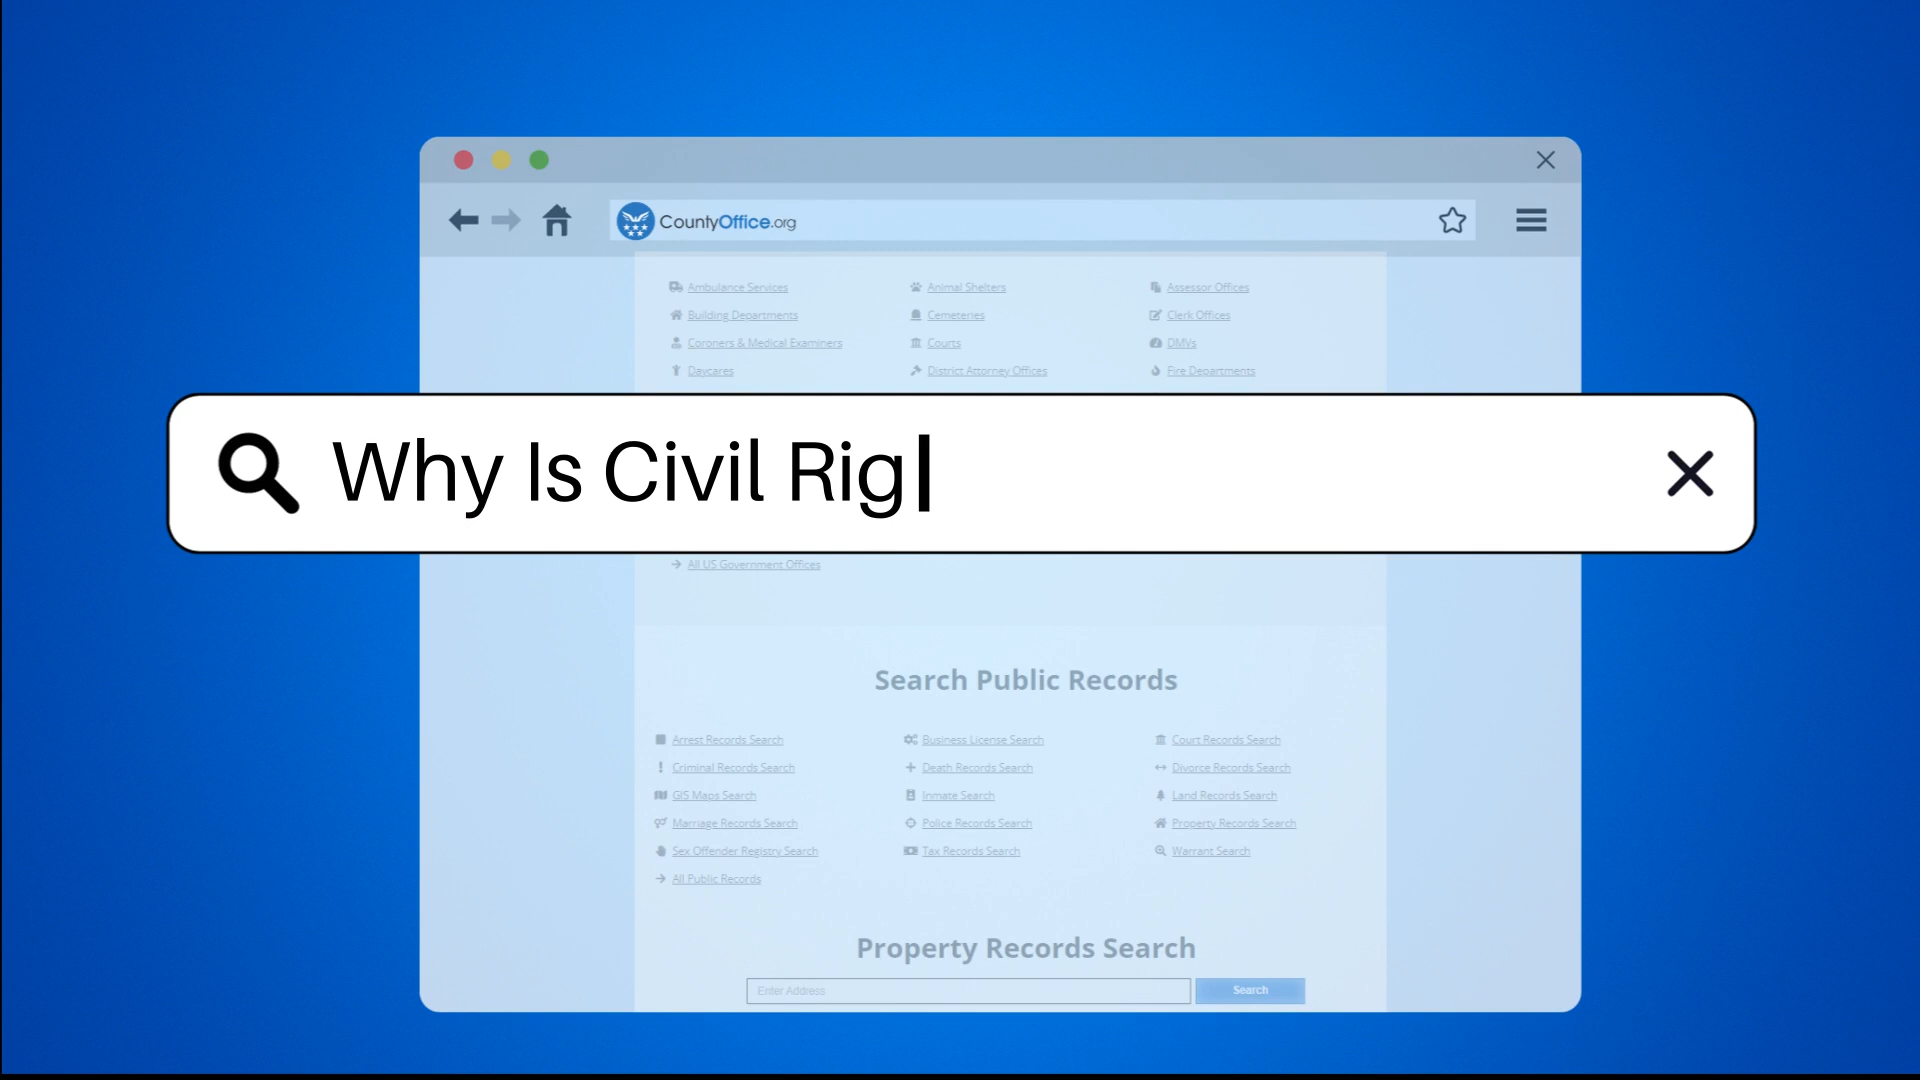 CountyOffice.org
Ambulance Services Animal Shelters Assessor Offices
Building Departments Cemeteries Clerk Offices
Coroners & Medical Examiners Courts DMVs
Daycares District Attorney Offices Fire Departments
Why Is Civil Rig
All US Government Offices
Search Public Records
Arrest Records Search Business License Search Court Records Search
Criminal Records Search Death Records Search Divorce Records Search
GIS Maps Search Inmate Search Land Records Search
Marriage Records Search Police Records Search Property Records Search
Sex Offender Registry Search Tax Records Search Warrant Search
All Public Records
Property Records Search
Enter Address Search